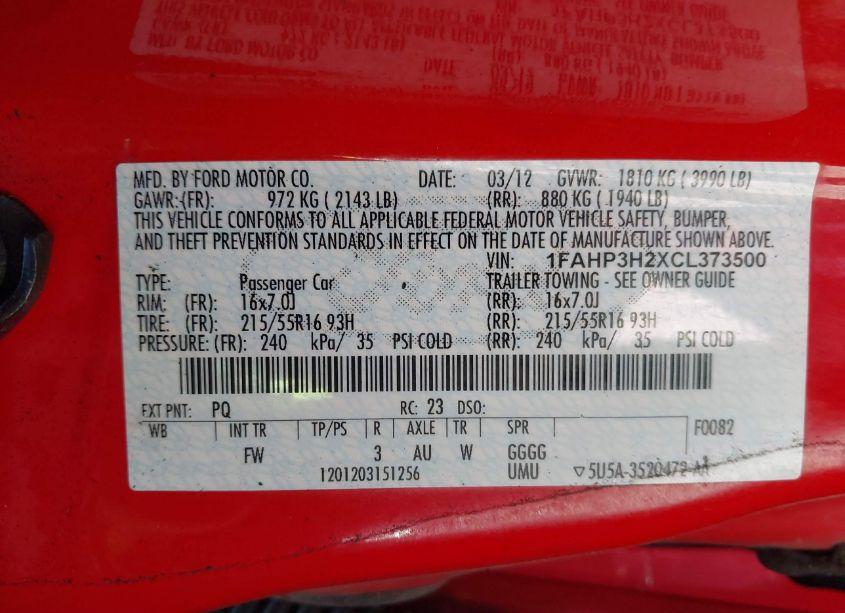 MFD. BY FORD MOTOR CO. DATE: 03/12 GVWR: 1810 KG ( 3990 LB)
GAWR:(FR): 972 KG ( 2143 LB) (RR): 880 KG ( 1940 LB)
THIS VEHICLE CONFORMS TO ALL APPLICABLE FEDERAL MOTOR VEHICLE SAFETY, BUMPER,
AND THEFT PREVENTION STANDARDS IN EFFECT ON THE DATE OF MANUFACTURE SHOWN ABOVE.
VIN: 1FAHP3H2XCL373500
TYPE: Passenger Car TRAILER TOWING - SEE OWNER GUIDE
RIM: (FR): 16x7.0J (RR): 16x7.0J
TIRE: (FR): 215/55R16 93H (RR): 215/55R16 93H
PRESSURE: (FR): 240 kPa/ 35 PSI COLD (RR): 240 kPa/ 35 PSI COLD
EXT PNT: PQ RC: 23 DSO:
WB INT TR TP/PS R AXLE TR SPR F0082
FW 3 AU W GGGG
1201203151256 UMU ▽5U5A-3520472-AA